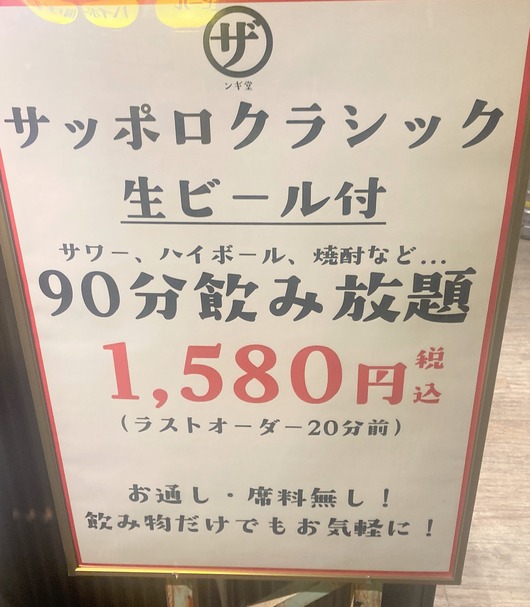 ザ
ンギ堂
サッポロクラシック
生ビール付
サワー、ハイボール、焼酎など...
90分飲み放題
1,580円税込
(ラストオーダー20分前)
お通し・席料無し!
飲み物だけでもお気軽に!